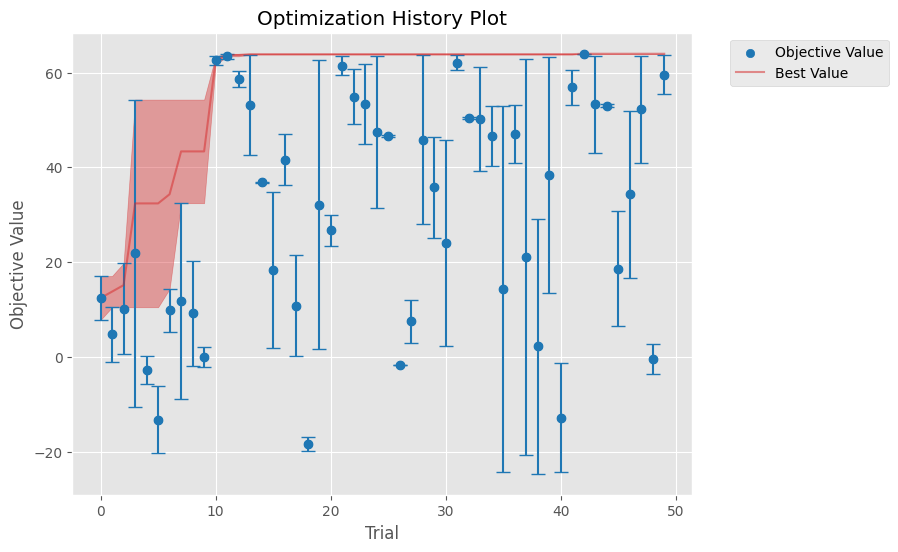 Optimization History Plot
Objective Value
Best Value
Objective Value
60
40
20
0
−20
0 10 20 30 40 50
Trial